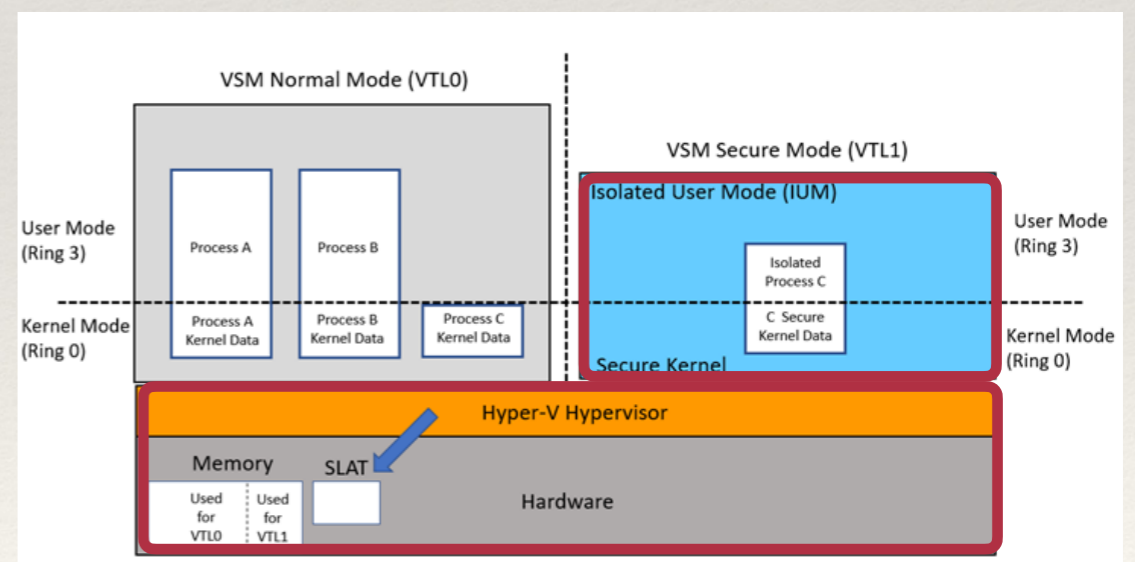 VSM Normal Mode (VTL0)
VSM Secure Mode (VTL1)
Isolated User Mode (IUM)
User Mode
(Ring 3)
Process A
Process B
Isolated
Process C
User Mode
(Ring 3)
Kernel Mode
(Ring 0)
Process A
Kernel Data
Process B
Kernel Data
Process C
Kernel Data
C Secure
Kernel Data
Secure Kernel
Kernel Mode
(Ring 0)
Hyper-V Hypervisor
Memory
SLAT
Used
for
VTL0
Used
for
VTL1
Hardware